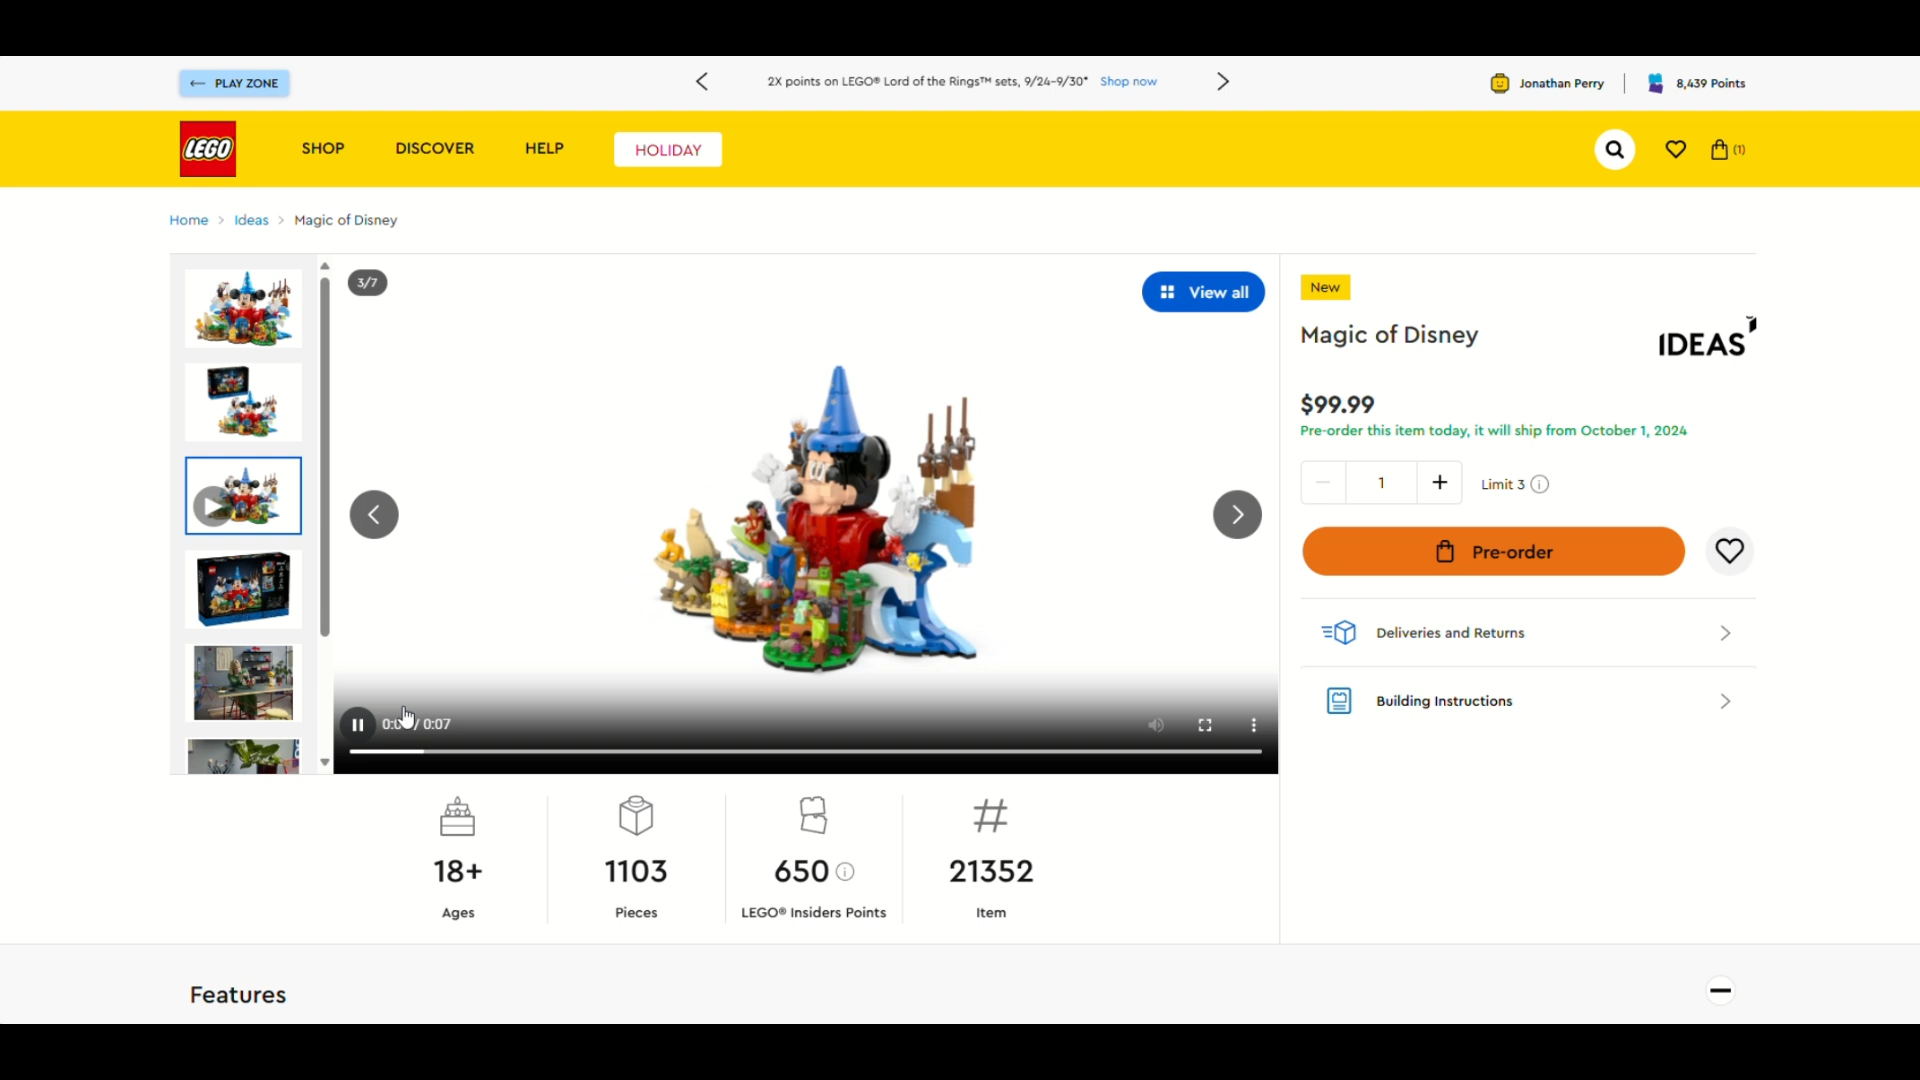 PLAY ZONE
2X points on LEGO® Lord of the Rings™ sets, 9/24-9/30* Shop now
Jonathan Perry
8,439 Points
LEGO
SHOP
DISCOVER
HELP
HOLIDAY
(1)
Home > Ideas > Magic of Disney
3/7
View all
New
Magic of Disney
IDEAS
$99.99
Pre-order this item today, it will ship from October 1, 2024
1
Limit 3
Pre-order
Deliveries and Returns
Building Instructions
/ 0:07
18+
Ages
1103
Pieces
650
LEGO® Insiders Points
21352
Item
Features